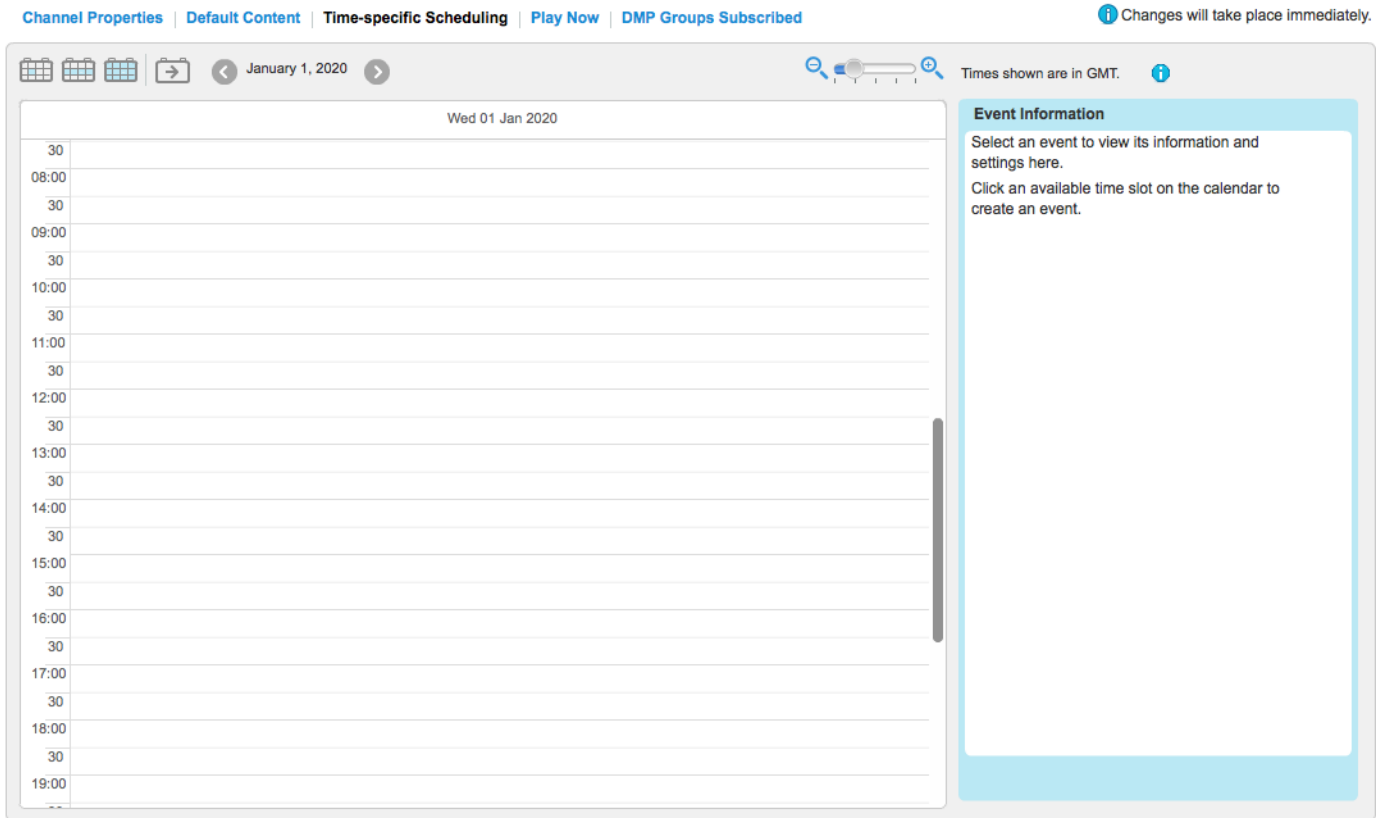 Channel Properties | Default Content | Time-specific Scheduling | Play Now | DMP Groups Subscribed
Changes will take place immediately.
January 1, 2020
Times shown are in GMT.
Wed 01 Jan 2020
30
08:00
30
09:00
30
10:00
30
11:00
30
12:00
30
13:00
30
14:00
30
15:00
30
16:00
30
17:00
30
18:00
30
19:00
Event Information
Select an event to view its information and
settings here.
Click an available time slot on the calendar to
create an event.